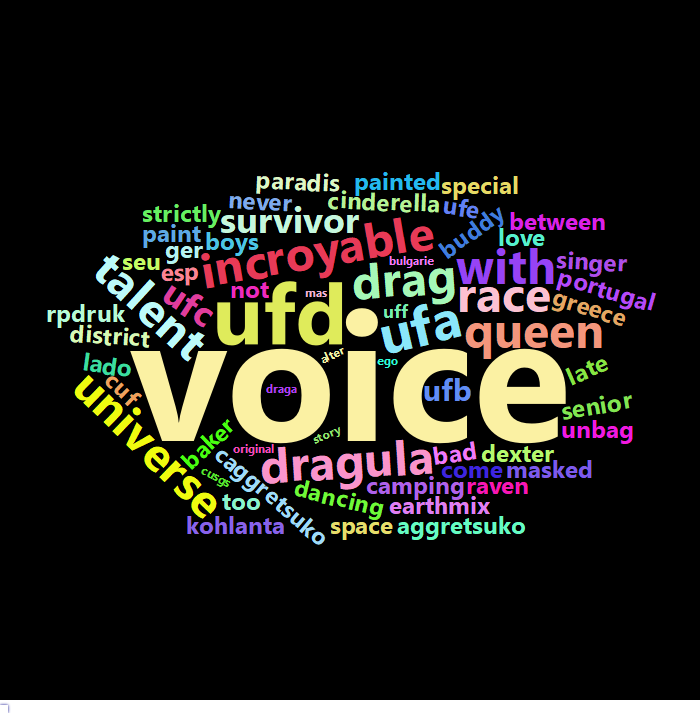 paradis
painted
special
never
cinderella
ufe
strictly
survivor
buddy
between
paint
ger
boys
incroyable
love
seu
esp
bulgarie
with
singer
talent
ufc
not
mas
drag
race
portugal
greece
rpdruk
ufd
uff
ufa
queen
district
voice
alter
ego
lado
cuf
draga
ufb
late
universe
senior
baker
story
unbag
original
dragula
bad
dexter
cusgs
caggretsuko
come
masked
camping
raven
too
dancing
earthmix
kohlanta
space
aggretsuko